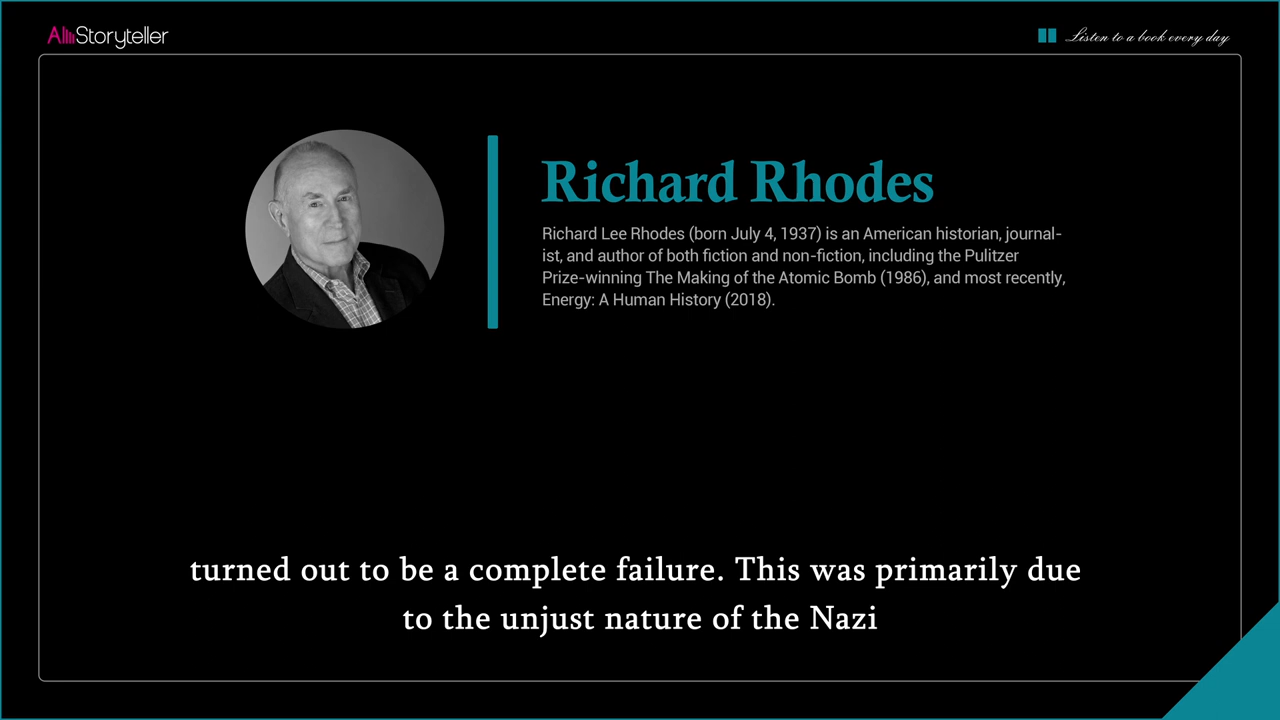 AllStoryteller
Listen to a book every day
Richard Rhodes
Richard Lee Rhodes (born July 4, 1937) is an American historian, journal-
ist, and author of both fiction and non-fiction, including the Pulitzer
Prize-winning The Making of the Atomic Bomb (1986), and most recently,
Energy: A Human History (2018).
turned out to be a complete failure. This was primarily due
to the unjust nature of the Nazi